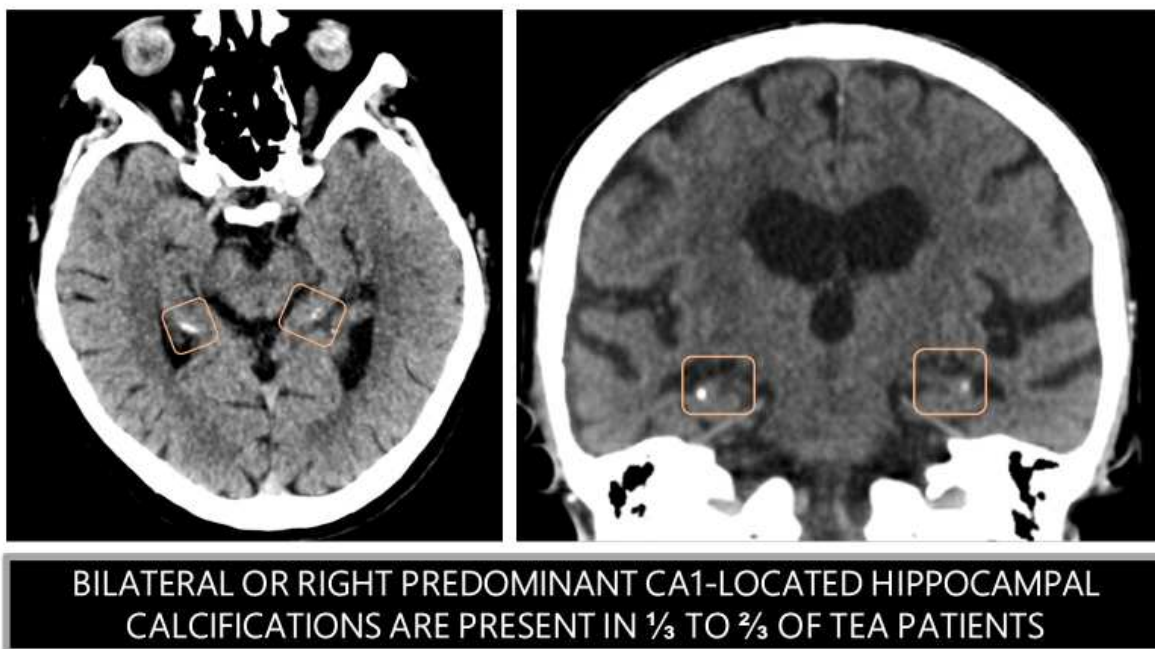 BILATERAL OR RIGHT PREDOMINANT CA1-LOCATED HIPPOCAMPAL
CALCIFICATIONS ARE PRESENT IN ⅓ TO ⅔ OF TEA PATIENTS